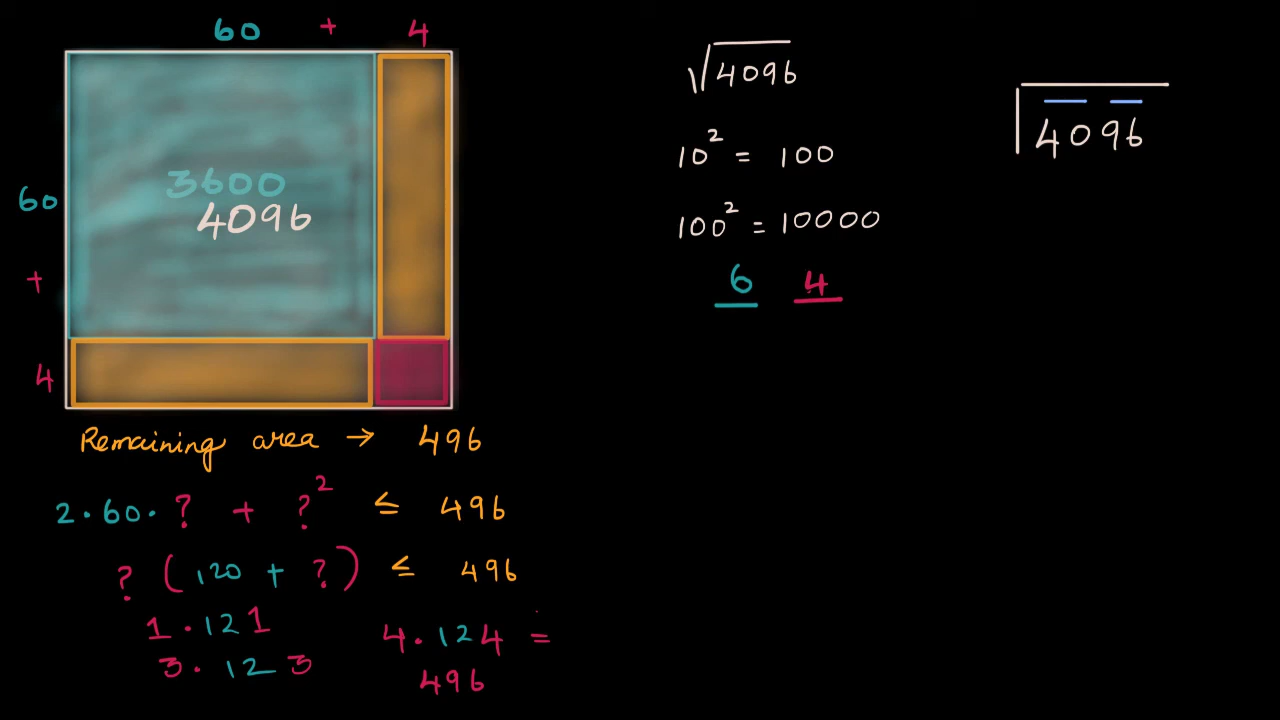 60 + 4
60
+
4
3600
4096
Remaining area → 496
2 · 60 · ? + ?² ≤ 496
? (120 + ?) ≤ 496
1 · 121
3 · 123
4 · 124 =
496
√4096
10² = 100
100² = 10000
6 4
4096